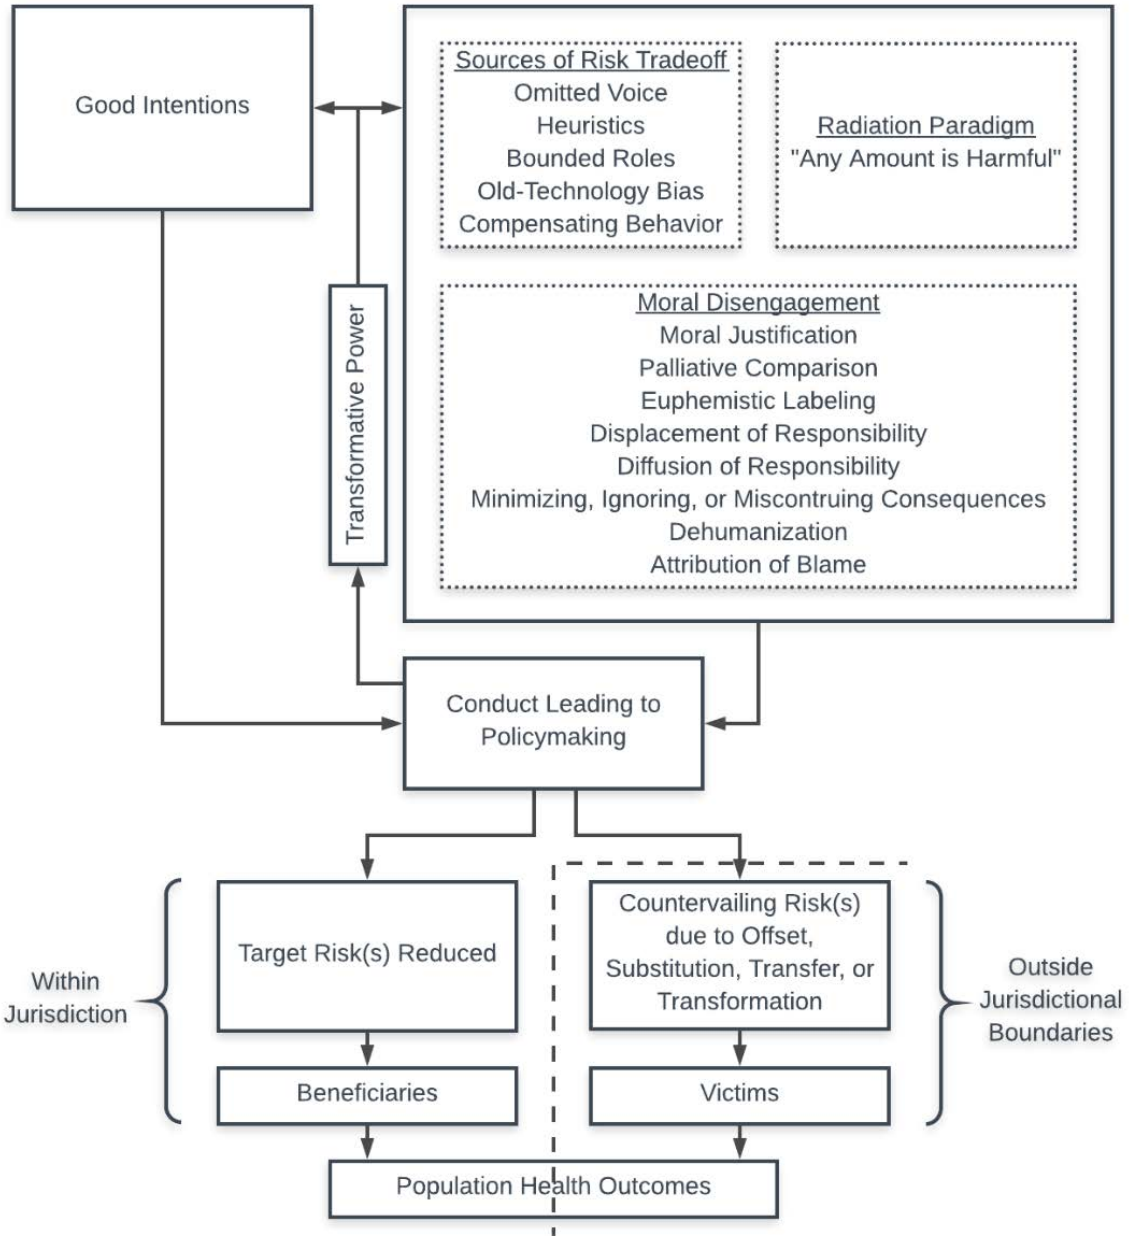 Good Intentions
Sources of Risk Tradeoff
Omitted Voice
Heuristics
Bounded Roles
Old-Technology Bias
Compensating Behavior
Radiation Paradigm
"Any Amount is Harmful"
Moral Disengagement
Moral Justification
Palliative Comparison
Euphemistic Labeling
Displacement of Responsibility
Diffusion of Responsibility
Minimizing, Ignoring, or Miscontruing Consequences
Dehumanization
Attribution of Blame
Transformative Power
Conduct Leading to
Policymaking
Within
Jurisdiction
Target Risk(s) Reduced
Countervailing Risk(s)
due to Offset,
Substitution, Transfer, or
Transformation
Outside
Jurisdictional
Boundaries
Beneficiaries
Victims
Population Health Outcomes